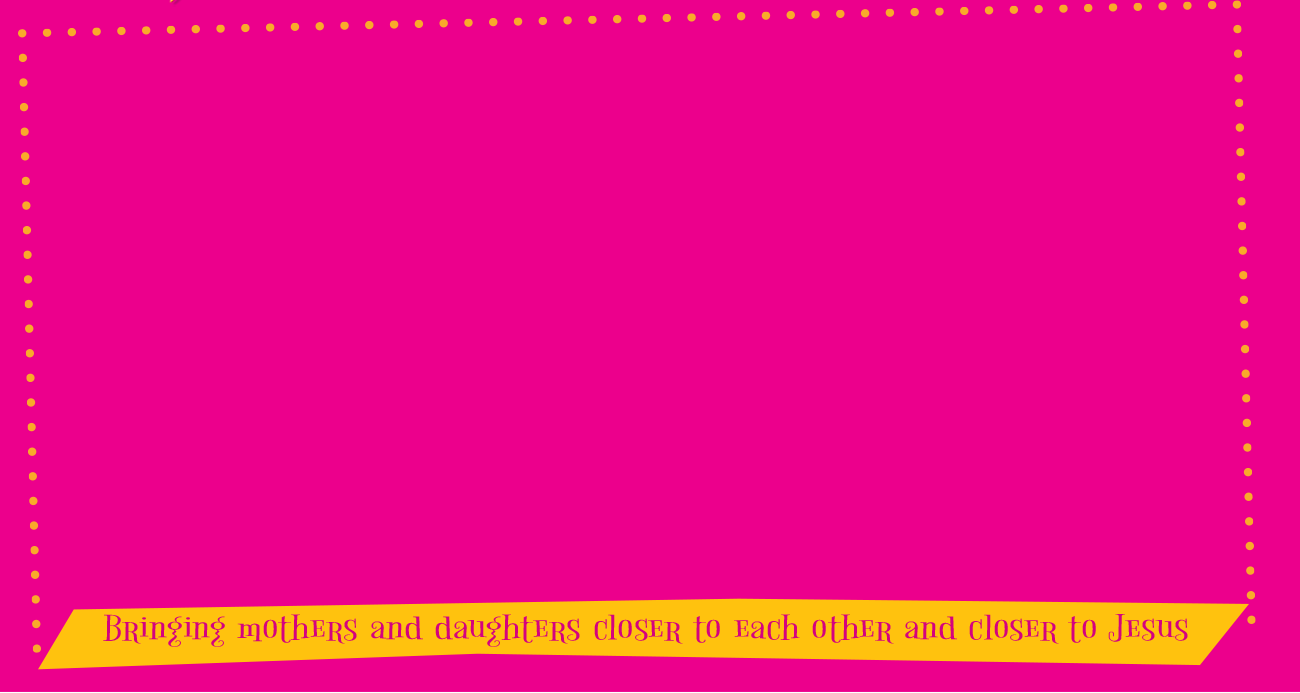 Bringing mothers and daughters closer to each other and closer to Jesus